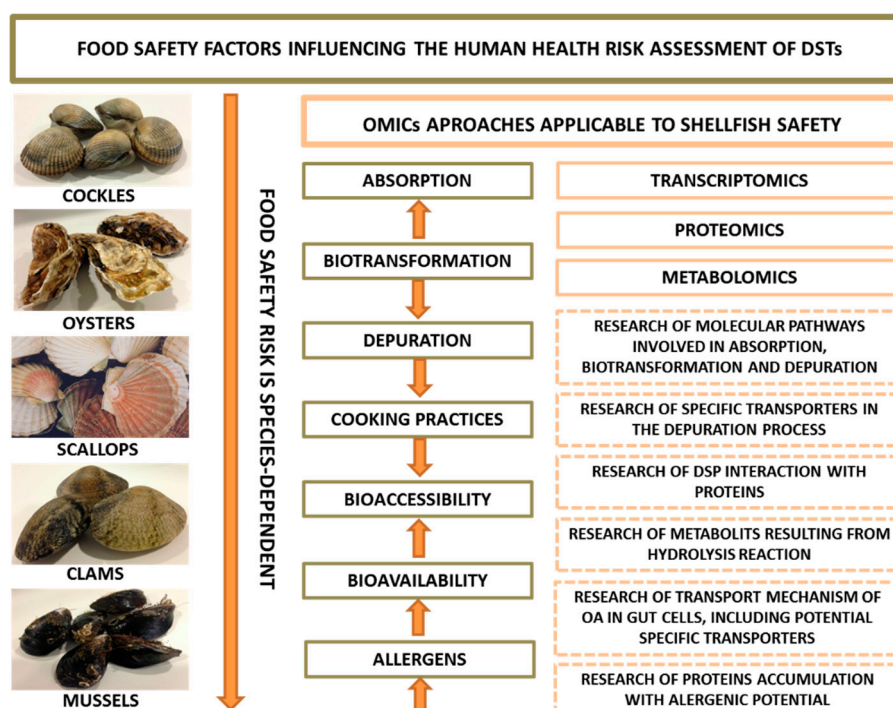 FOOD SAFETY FACTORS INFLUENCING THE HUMAN HEALTH RISK ASSESSMENT OF DSTs
COCKLES
OYSTERS
SCALLOPS
CLAMS
MUSSELS
FOOD SAFETY RISK IS SPECIES-DEPENDENT
OMICs APROACHES APPLICABLE TO SHELLFISH SAFETY
ABSORPTION
BIOTRANSFORMATION
DEPURATION
COOKING PRACTICES
BIOACCESSIBILITY
BIOAVAILABILITY
ALLERGENS
TRANSCRIPTOMICS
PROTEOMICS
METABOLOMICS
RESEARCH OF MOLECULAR PATHWAYS
INVOLVED IN ABSORPTION,
BIOTRANSFORMATION AND DEPURATION
RESEARCH OF SPECIFIC TRANSPORTERS IN
THE DEPURATION PROCESS
RESEARCH OF DSP INTERACTION WITH
PROTEINS
RESEARCH OF METABOLITS RESULTING FROM
HYDROLYSIS REACTION
RESEARCH OF TRANSPORT MECHANISM OF
OA IN GUT CELLS, INCLUDING POTENTIAL
SPECIFIC TRANSPORTERS
RESEARCH OF PROTEINS ACCUMULATION
WITH ALERGENIC POTENTIAL